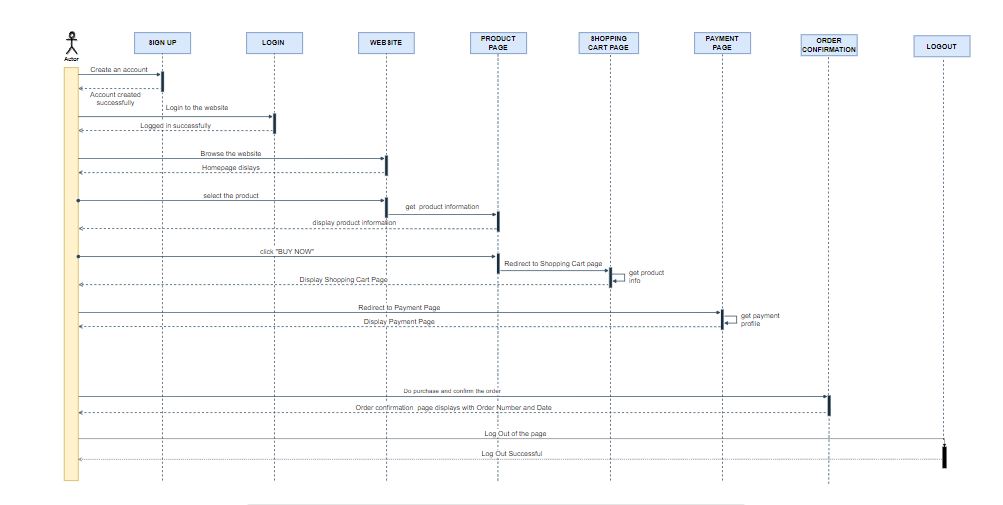 SIGN UP
LOGIN
WEBSITE
PRODUCT
PAGE
SHOPPING
CART PAGE
PAYMENT
PAGE
ORDER
CONFIRMATION
LOGOUT
Actor
Create an account
Account created
successfully
Login to the website
Logged in successfully
Browse the website
Homepage dislays
select the product
get product information
display product information
click "BUY NOW"
Redirect to Shopping Cart page
get product
info
Display Shopping Cart Page
Redirect to Payment Page
get payment
profile
Display Payment Page
Do purchase and confirm the order
Order confirmation page displays with Order Number and Date
Log Out of the page
Log Out Successful